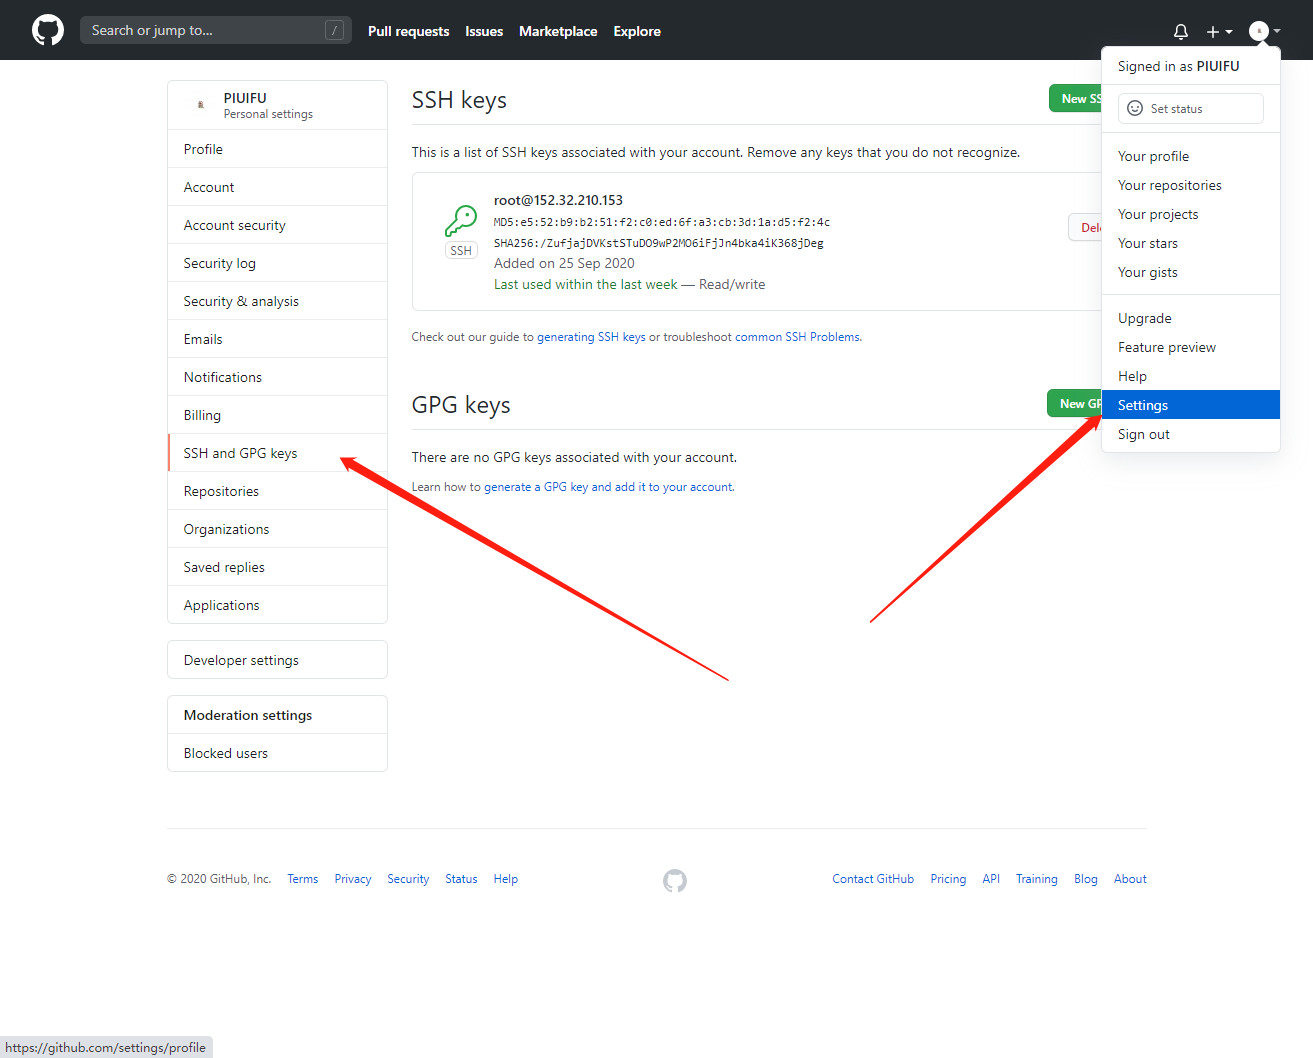 Search or jump to... /
Pull requests Issues Marketplace Explore
Signed in as PIUIFU
Set status
Your profile
Your repositories
Your projects
Your stars
Your gists
Upgrade
Feature preview
Help
Settings
Sign out
PIUIFU
Personal settings
Profile
Account
Account security
Security log
Security & analysis
Emails
Notifications
Billing
SSH and GPG keys
Repositories
Organizations
Saved replies
Applications
Developer settings
Moderation settings
Blocked users
SSH keys
New SS
This is a list of SSH keys associated with your account. Remove any keys that you do not recognize.
SSH
root@152.32.210.153
MD5:e5:52:b9:b2:51:f2:c0:ed:6f:a3:cb:3d:1a:d5:f2:4c
SHA256:/ZufjajDVKstSTuDO9wP2MO6iFjJn4bka4iK368jDeg
Added on 25 Sep 2020
Last used within the last week — Read/write
Dele
Check out our guide to generating SSH keys or troubleshoot common SSH Problems.
GPG keys
New GP
There are no GPG keys associated with your account.
Learn how to generate a GPG key and add it to your account.
© 2020 GitHub, Inc. Terms Privacy Security Status Help
Contact GitHub Pricing API Training Blog About
https://github.com/settings/profile